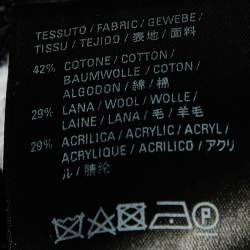 TESSUTO / FABRIC / GEWEBE /
TISSU / TEJIDO / 表地 / 面料
42% COTONE / COTTON /
BAUMWOLLE / COTON /
ALGODON / 綿 / 棉
29% LANA / WOOL / WOLLE /
LAINE / LANA / 毛 / 羊毛
29% ACRILICA / ACRYLIC / ACRYL /
ACRYLIQUE / ACRILICO / アクリ
ル / 腈纶
P